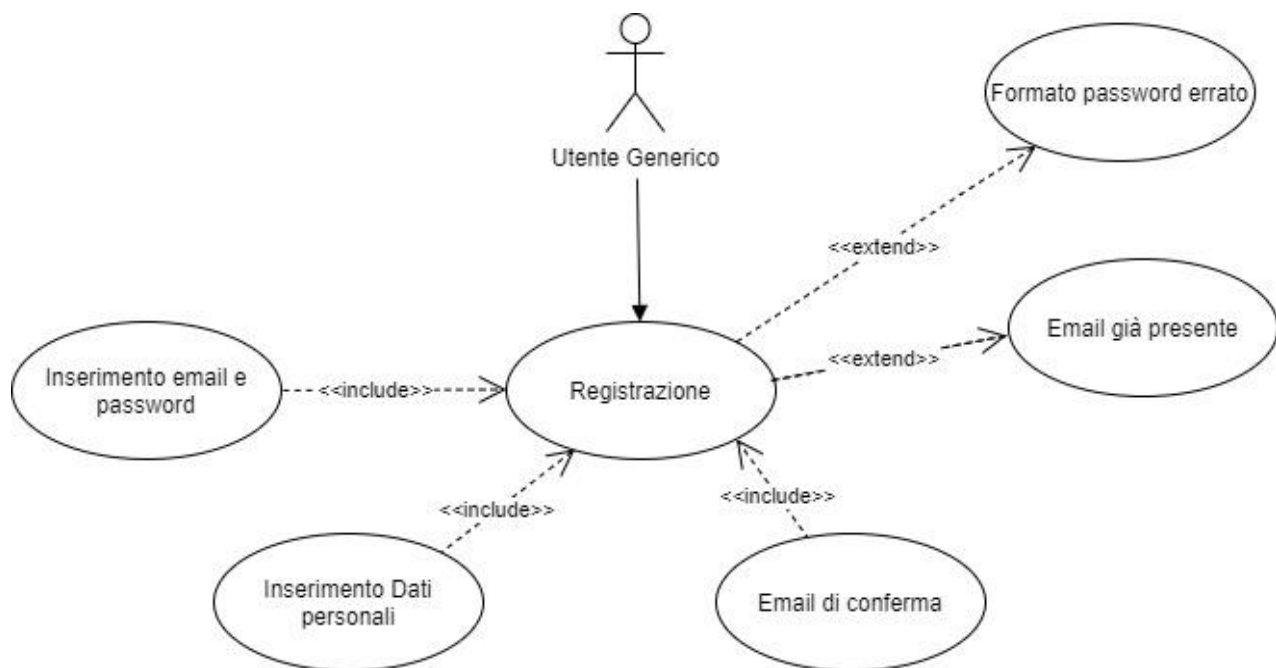 Utente Generico
Formato password errato
<<extend>>
Email già presente
<<extend>>
Registrazione
Inserimento email e
password
<<include>>
<<include>>
<<include>>
Inserimento Dati
personali
Email di conferma